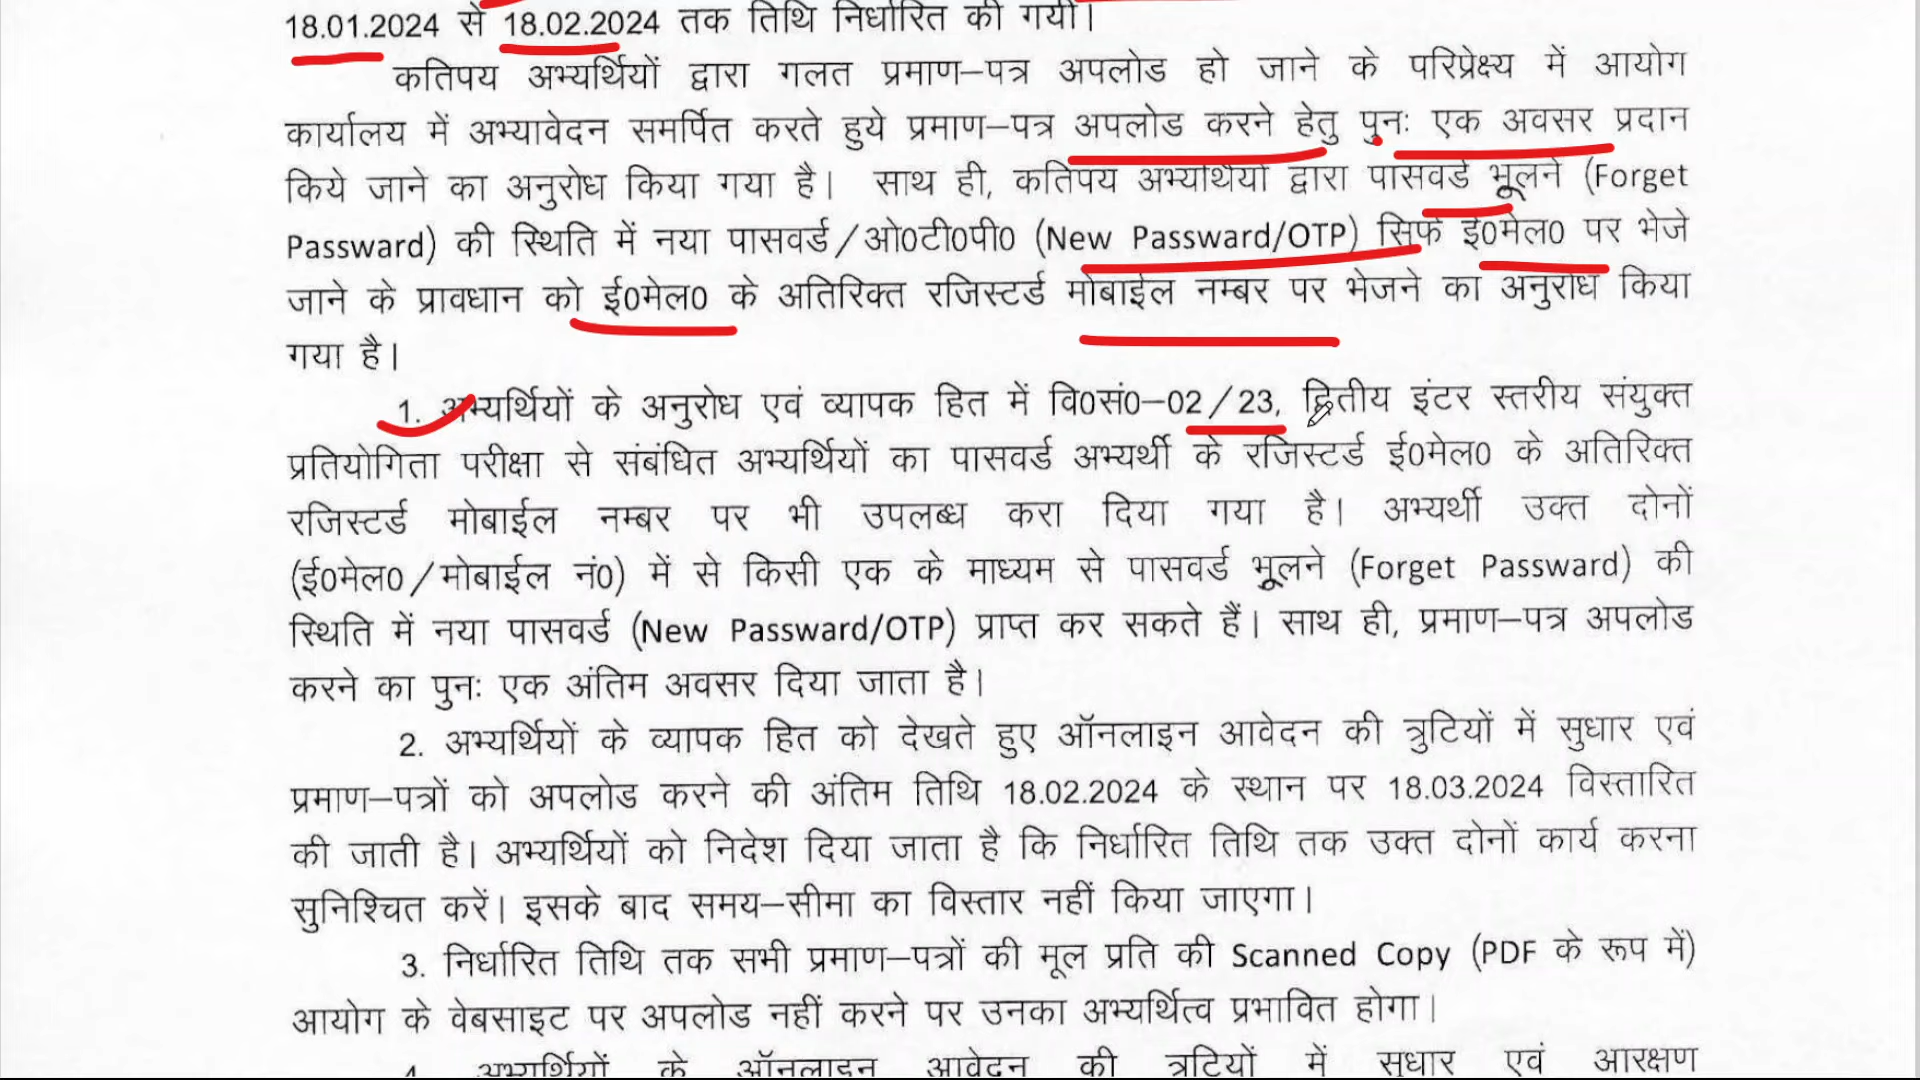 18.01.2024 से 18.02.2024 तक तिथि निर्धारित की गयी।
कतिपय अभ्यर्थियों द्वारा गलत प्रमाण–पत्र अपलोड हो जाने के परिप्रेक्ष्य में आयोग
कार्यालय में अभ्यावेदन समर्पित करते हुये प्रमाण–पत्र अपलोड करने हेतु पुनः एक अवसर प्रदान
किये जाने का अनुरोध किया गया है। साथ ही, कतिपय अभ्यर्थियों द्वारा पासवर्ड भूलने (Forget
Passward) की स्थिति में नया पासवर्ड/ओ0टी0पी0 (New Passward/OTP) सिर्फ ई0मेल0 पर भेजे
जाने के प्रावधान को ई0मेल0 के अतिरिक्त रजिस्टर्ड मोबाईल नम्बर पर भेजने का अनुरोध किया
गया है।
1. अभ्यर्थियों के अनुरोध एवं व्यापक हित में वि0सं0–02/23, द्वितीय इंटर स्तरीय संयुक्त
प्रतियोगिता परीक्षा से संबंधित अभ्यर्थियों का पासवर्ड अभ्यर्थी के रजिस्टर्ड ई0मेल0 के अतिरिक्त
रजिस्टर्ड मोबाईल नम्बर पर भी उपलब्ध करा दिया गया है। अभ्यर्थी उक्त दोनों
(ई0मेल0/मोबाईल नं0) में से किसी एक के माध्यम से पासवर्ड भूलने (Forget Passward) की
स्थिति में नया पासवर्ड (New Passward/OTP) प्राप्त कर सकते हैं। साथ ही, प्रमाण–पत्र अपलोड
करने का पुनः एक अंतिम अवसर दिया जाता है।
2. अभ्यर्थियों के व्यापक हित को देखते हुए ऑनलाइन आवेदन की त्रुटियों में सुधार एवं
प्रमाण–पत्रों को अपलोड करने की अंतिम तिथि 18.02.2024 के स्थान पर 18.03.2024 विस्तारित
की जाती है। अभ्यर्थियों को निदेश दिया जाता है कि निर्धारित तिथि तक उक्त दोनों कार्य करना
सुनिश्चित करें। इसके बाद समय–सीमा का विस्तार नहीं किया जाएगा।
3. निर्धारित तिथि तक सभी प्रमाण–पत्रों की मूल प्रति की Scanned Copy (PDF के रूप में)
आयोग के वेबसाइट पर अपलोड नहीं करने पर उनका अभ्यर्थित्व प्रभावित होगा।
4. अभ्यर्थियों के ऑनलाइन आवेदन की त्रुटियों में सुधार एवं आरक्षण